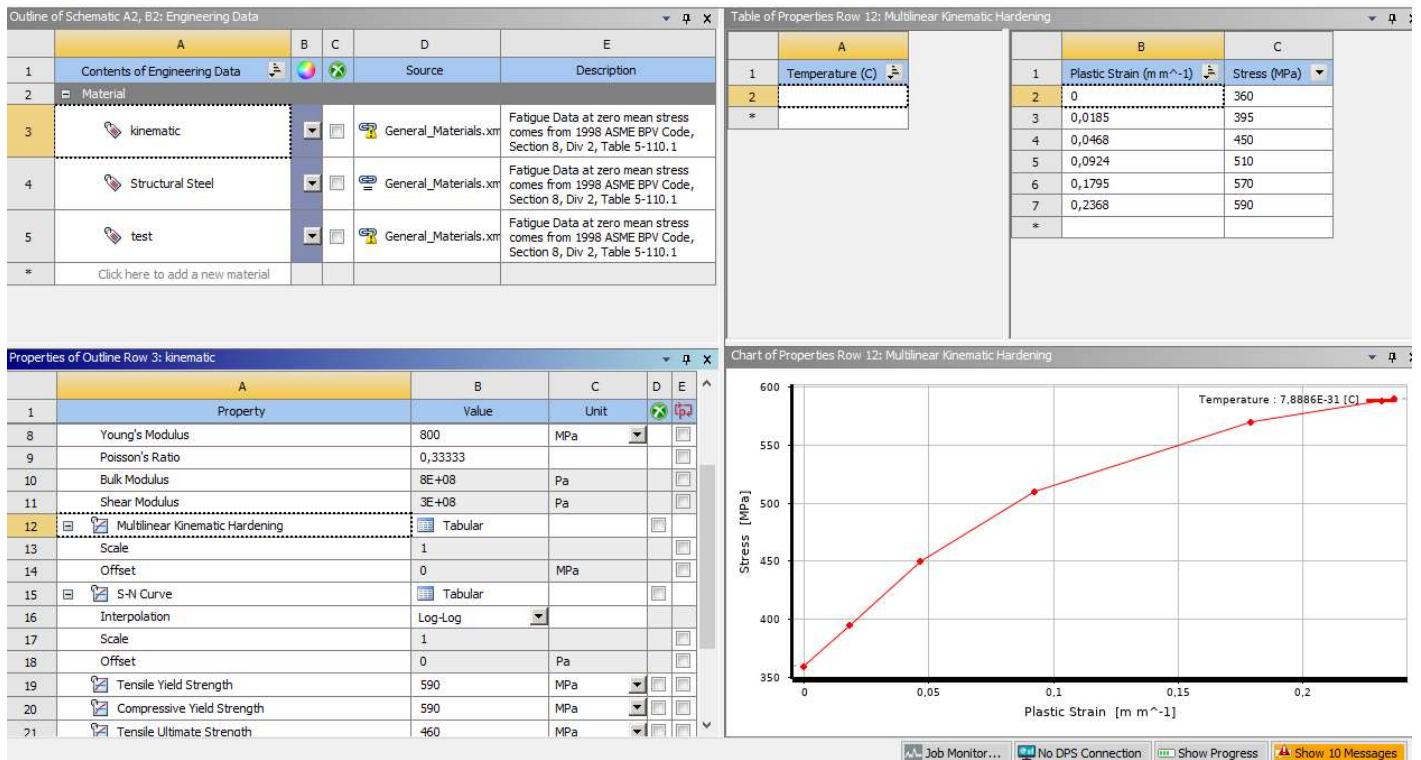 Outline of Schematic A2, B2: Engineering Data
A B C D E
1 Contents of Engineering Data Source Description
2 Material
3 kinematic General_Materials.xm Fatigue Data at zero mean stress
comes from 1998 ASME BPV Code,
Section 8, Div 2, Table 5-110.1
4 Structural Steel General_Materials.xm Fatigue Data at zero mean stress
comes from 1998 ASME BPV Code,
Section 8, Div 2, Table 5-110.1
5 test General_Materials.xm Fatigue Data at zero mean stress
comes from 1998 ASME BPV Code,
Section 8, Div 2, Table 5-110.1
* Click here to add a new material
Table of Properties Row 12: Multilinear Kinematic Hardening
A
1 Temperature (C)
2
*
B C
1 Plastic Strain (m m^-1) Stress (MPa)
2 0 360
3 0,0185 395
4 0,0468 450
5 0,0924 510
6 0,1795 570
7 0,2368 590
*
Properties of Outline Row 3: kinematic
A B C D E
1 Property Value Unit
8 Young's Modulus 800 MPa
9 Poisson's Ratio 0,33333
10 Bulk Modulus 8E+08 Pa
11 Shear Modulus 3E+08 Pa
12 Multilinear Kinematic Hardening Tabular
13 Scale 1
14 Offset 0 MPa
15 S-N Curve Tabular
16 Interpolation Log-Log
17 Scale 1
18 Offset 0 Pa
19 Tensile Yield Strength 590 MPa
20 Compressive Yield Strength 590 MPa
21 Tensile Ultimate Strength 460 MPa
Chart of Properties Row 12: Multilinear Kinematic Hardening
Temperature : 7,8886E-31 [C]
600
550
500
450
400
350
Stress [MPa]
0 0,05 0,1 0,15 0,2
Plastic Strain [m m^-1]
Job Monitor... No DPS Connection Show Progress Show 10 Messages